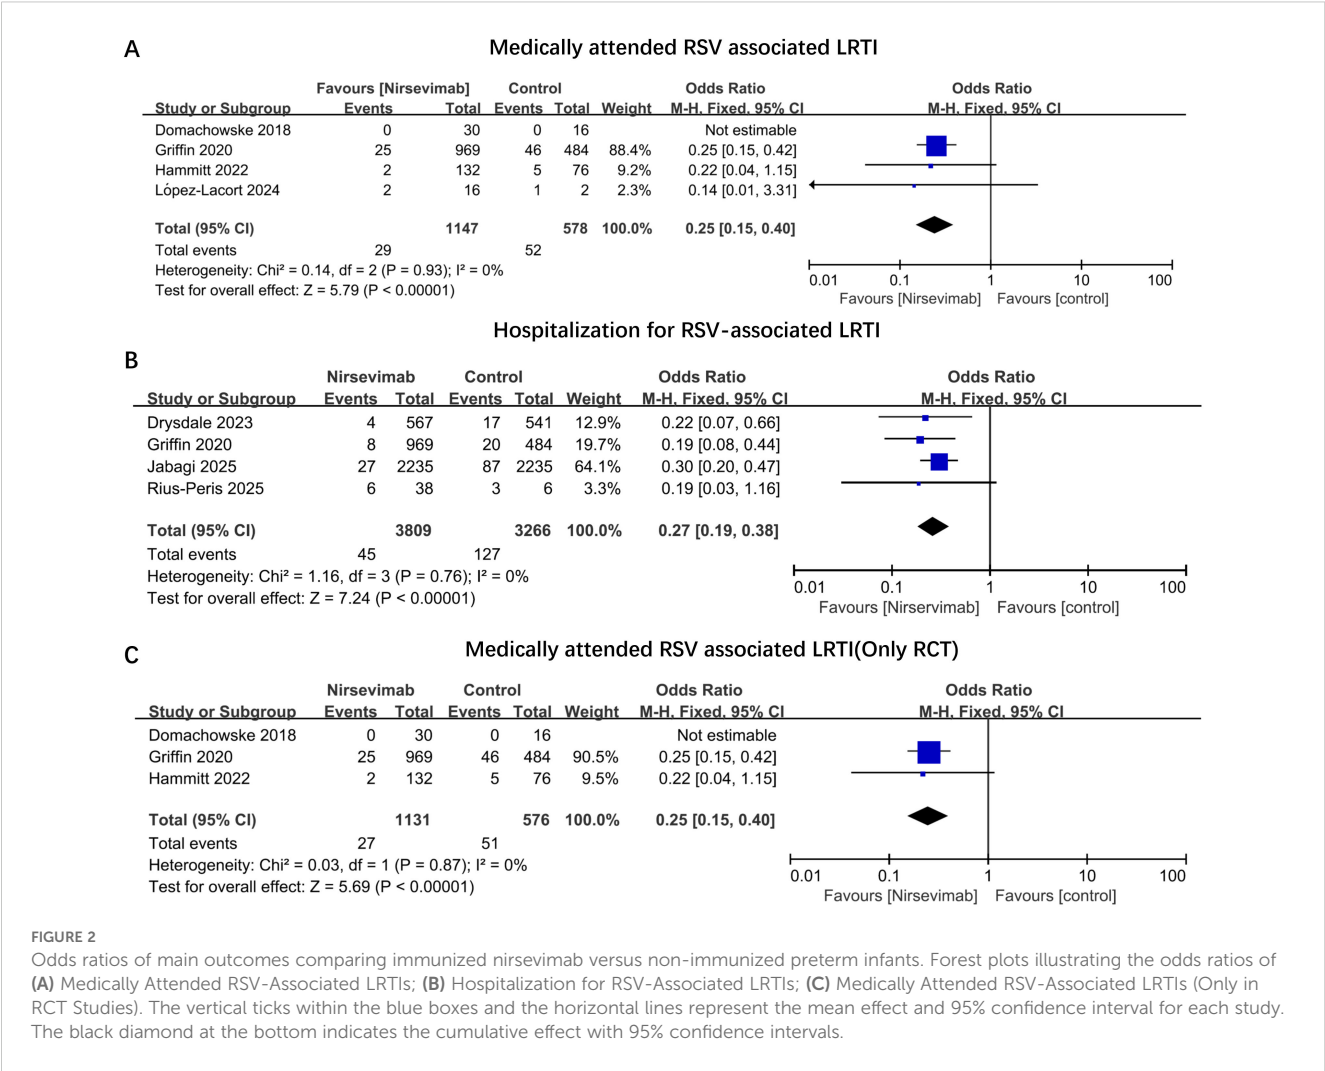 A
Medically attended RSV associated LRTI
Favours [Nirsevimab] Control Odds Ratio Odds Ratio
Study or Subgroup Events Total Events Total Weight M-H, Fixed, 95% CI M-H, Fixed, 95% CI
Domachowske 2018 0 30 0 16 Not estimable
Griffin 2020 25 969 46 484 88.4% 0.25 [0.15, 0.42]
Hammitt 2022 2 132 5 76 9.2% 0.22 [0.04, 1.15]
López-Lacort 2024 2 16 1 2 2.3% 0.14 [0.01, 3.31]
Total (95% CI) 1147 578 100.0% 0.25 [0.15, 0.40]
Total events 29 52
Heterogeneity: Chi² = 0.14, df = 2 (P = 0.93); I² = 0%
Test for overall effect: Z = 5.79 (P < 0.00001)
0.01 0.1 1 10 100
Favours [Nirsevimab] Favours [control]
Hospitalization for RSV-associated LRTI
B
Nirsevimab Control Odds Ratio Odds Ratio
Study or Subgroup Events Total Events Total Weight M-H, Fixed, 95% CI M-H, Fixed, 95% CI
Drysdale 2023 4 567 17 541 12.9% 0.22 [0.07, 0.66]
Griffin 2020 8 969 20 484 19.7% 0.19 [0.08, 0.44]
Jabagi 2025 27 2235 87 2235 64.1% 0.30 [0.20, 0.47]
Rius-Peris 2025 6 38 3 6 3.3% 0.19 [0.03, 1.16]
Total (95% CI) 3809 3266 100.0% 0.27 [0.19, 0.38]
Total events 45 127
Heterogeneity: Chi² = 1.16, df = 3 (P = 0.76); I² = 0%
Test for overall effect: Z = 7.24 (P < 0.00001)
0.01 0.1 1 10 100
Favours [Nirservimab] Favours [control]
C
Medically attended RSV associated LRTI(Only RCT)
Nirsevimab Control Odds Ratio Odds Ratio
Study or Subgroup Events Total Events Total Weight M-H, Fixed, 95% CI M-H, Fixed, 95% CI
Domachowske 2018 0 30 0 16 Not estimable
Griffin 2020 25 969 46 484 90.5% 0.25 [0.15, 0.42]
Hammitt 2022 2 132 5 76 9.5% 0.22 [0.04, 1.15]
Total (95% CI) 1131 576 100.0% 0.25 [0.15, 0.40]
Total events 27 51
Heterogeneity: Chi² = 0.03, df = 1 (P = 0.87); I² = 0%
Test for overall effect: Z = 5.69 (P < 0.00001)
0.01 0.1 1 10 100
Favours [Nirsevimab] Favours [control]
FIGURE 2
Odds ratios of main outcomes comparing immunized nirsevimab versus non-immunized preterm infants. Forest plots illustrating the odds ratios of
(A) Medically Attended RSV-Associated LRTIs; (B) Hospitalization for RSV-Associated LRTIs; (C) Medically Attended RSV-Associated LRTIs (Only in
RCT Studies). The vertical ticks within the blue boxes and the horizontal lines represent the mean effect and 95% confidence interval for each study.
The black diamond at the bottom indicates the cumulative effect with 95% confidence intervals.